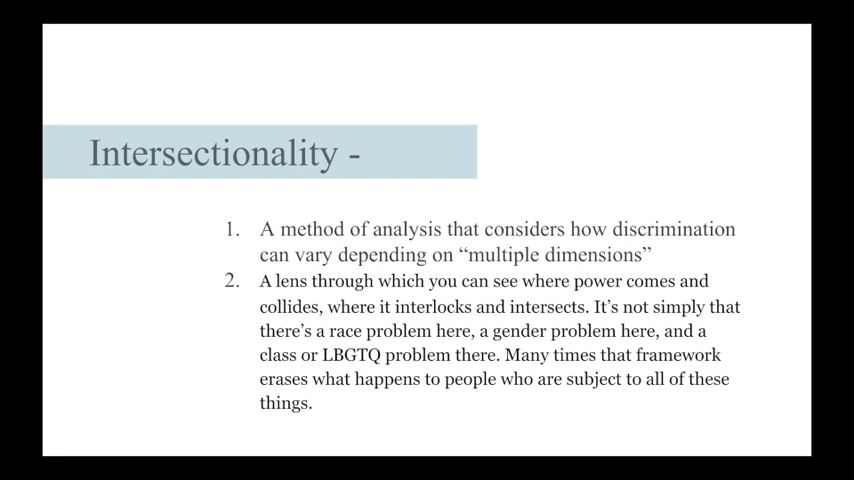 Intersectionality -
1. A method of analysis that considers how discrimination
can vary depending on “multiple dimensions”
2. A lens through which you can see where power comes and
collides, where it interlocks and intersects. It’s not simply that
there’s a race problem here, a gender problem here, and a
class or LBGTQ problem there. Many times that framework
erases what happens to people who are subject to all of these
things.